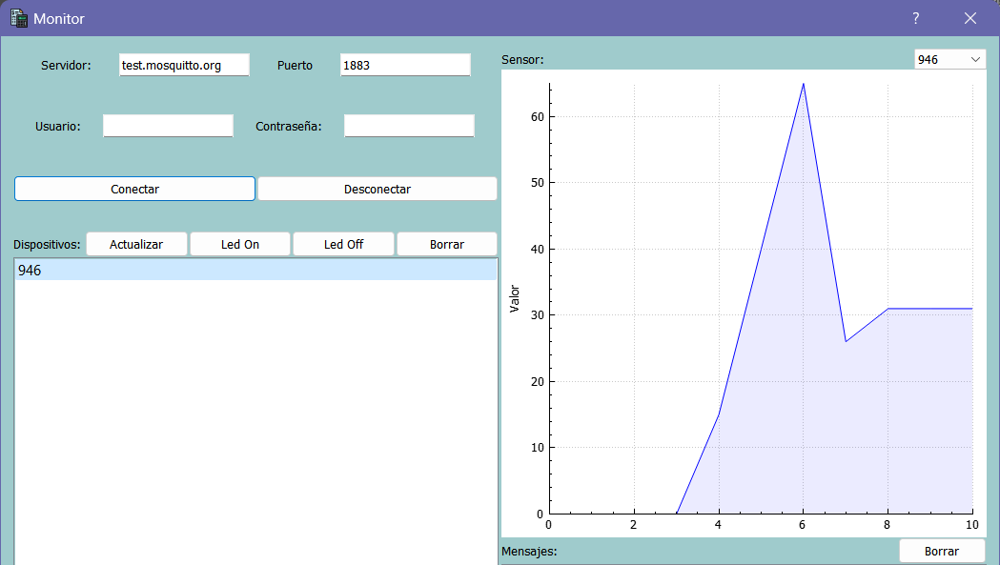 Monitor
?
Servidor: test.mosquitto.org Puerto 1883
Usuario: Contraseña:
Conectar Desconectar
Dispositivos: Actualizar Led On Led Off Borrar
946
Sensor: 946
Valor
60
50
40
30
20
10
0
0 2 4 6 8 10
Mensajes: Borrar